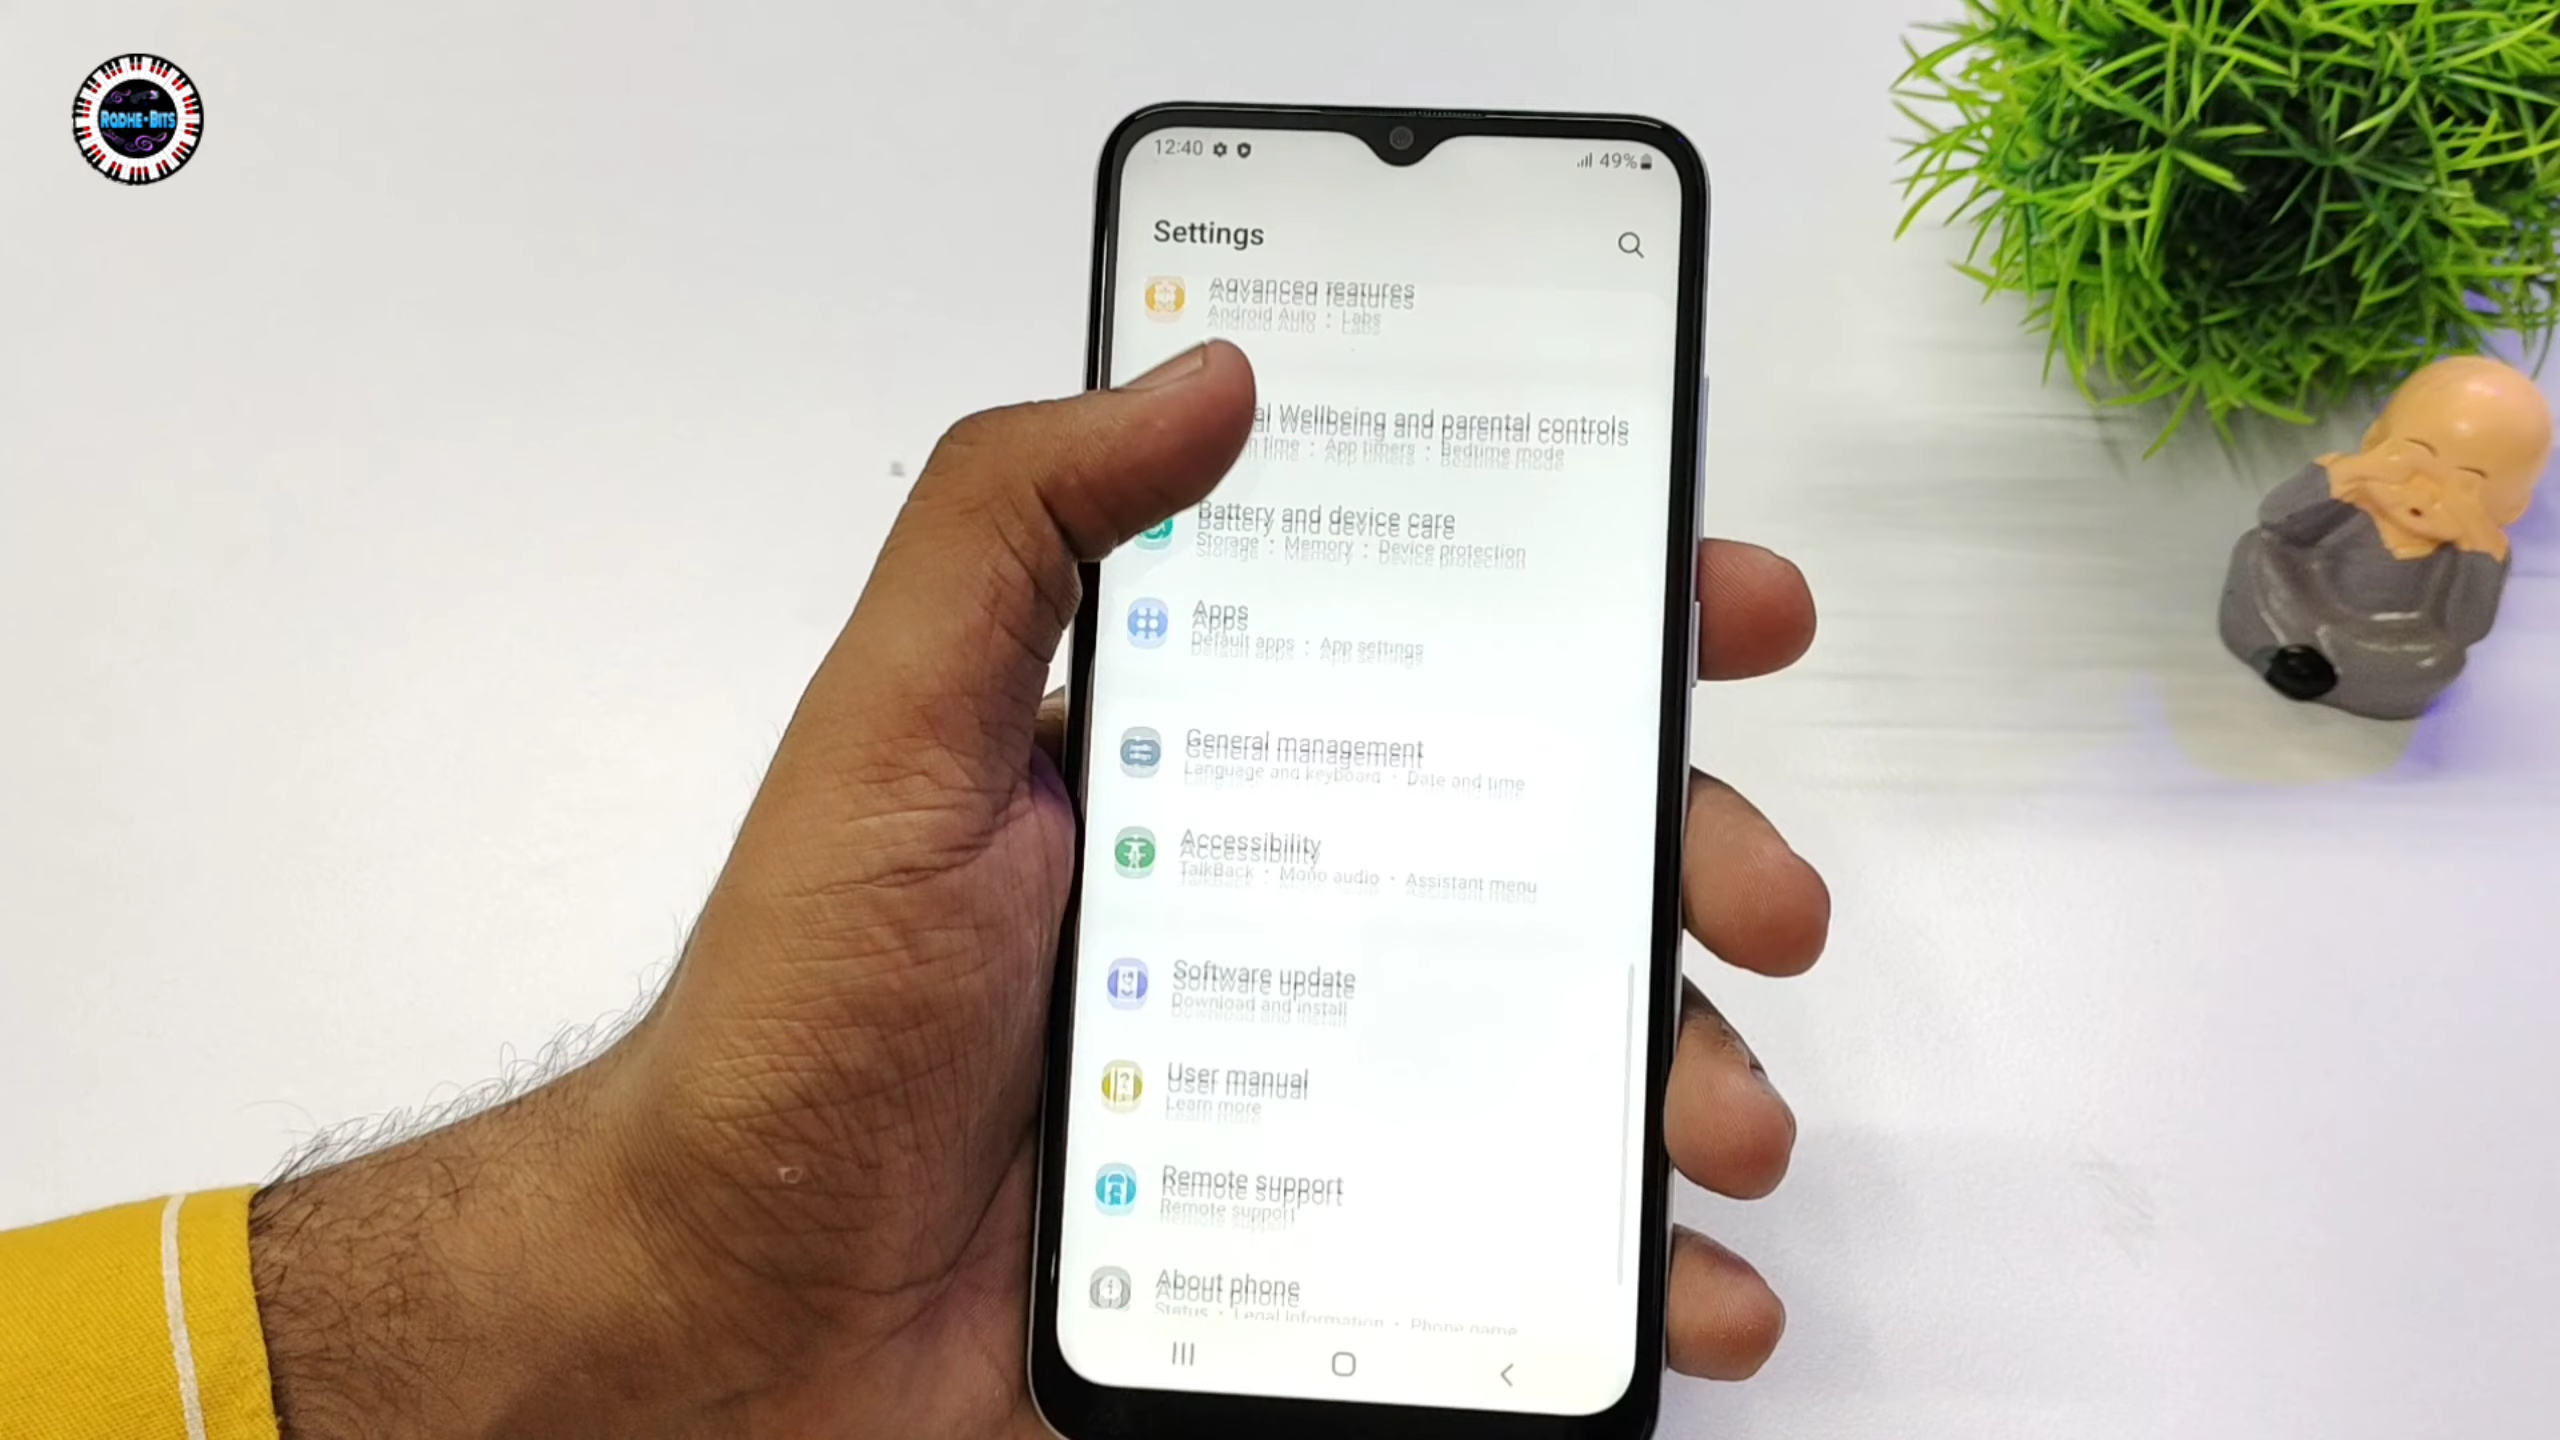 RODHE-BITS
12:40
49%
Settings
Advanced features
Android Auto • Labs
al Wellbeing and parental controls
n time • App timers • Bedtime mode
Battery and device care
Storage • Memory • Device protection
Apps
Default apps • App settings
General management
Language and keyboard • Date and time
Accessibility
TalkBack • Mono audio • Assistant menu
Software update
Download and install
User manual
Learn more
Remote support
Remote support
About phone
Status • Legal Information • Phone name